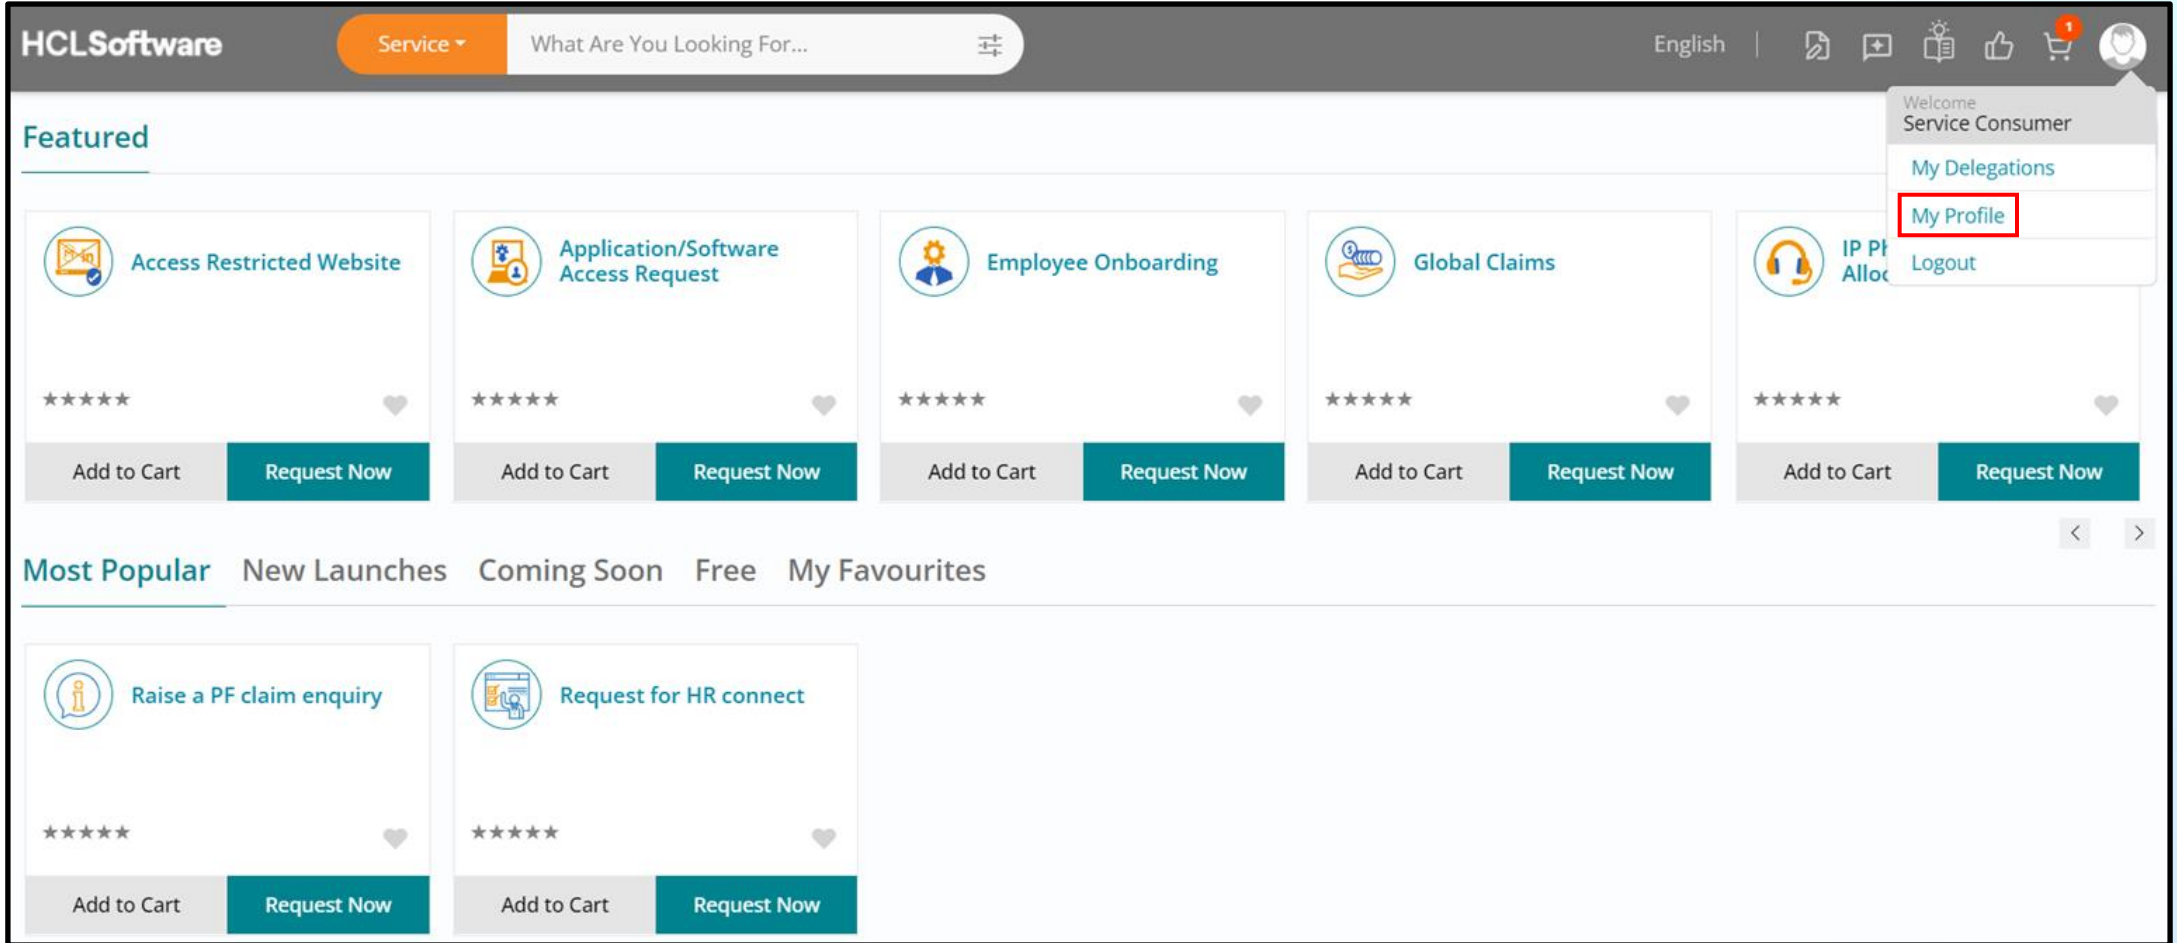 HCLSoftware
Service
What Are You Looking For...
English
1
Welcome
Service Consumer
My Delegations
My Profile
Logout
Featured
Access Restricted Website
Application/Software
Access Request
Employee Onboarding
Global Claims
Add to Cart
Request Now
Add to Cart
Request Now
Add to Cart
Request Now
Add to Cart
Request Now
Add to Cart
Request Now
Most Popular New Launches Coming Soon Free My Favourites
Raise a PF claim enquiry
Request for HR connect
Add to Cart
Request Now
Add to Cart
Request Now